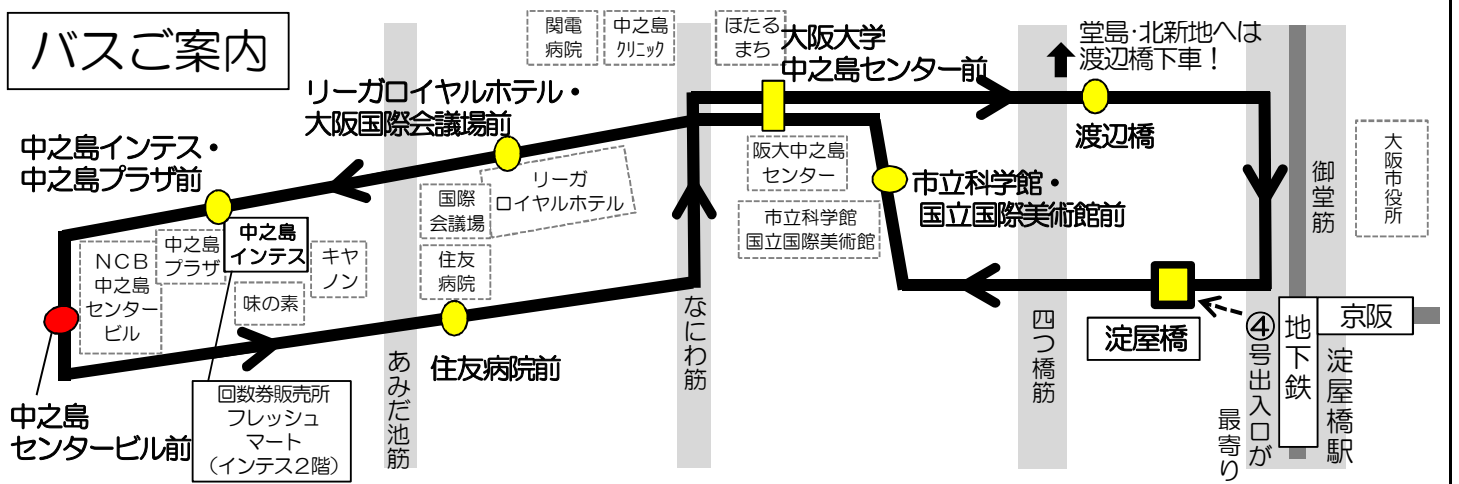 バスご案内
関電
病院
中之島
クリニック
ほたる
まち
大阪大学
中之島センター前
堂島・北新地へは
渡辺橋下車！
リーガロイヤルホテル・
大阪国際会議場前
渡辺橋
中之島インテス・
中之島プラザ前
阪大中之島
センター
市立科学館・
国立国際美術館前
御堂筋
大阪市役所
リーガ
ロイヤルホテル
国際
会議場
市立科学館
国立国際美術館
中之島
プラザ
中之島
インテス
キヤ
ノン
NCB
中之島
センター
ビル
味の素
住友
病院
淀屋橋
④号出入口が
最寄り
地下鉄
京阪
淀屋橋駅
なにわ筋
四つ橋筋
あみだ池筋
住友病院前
中之島
センタービル前
回数券販売所
フレッシュ
マート
（インテス２階）